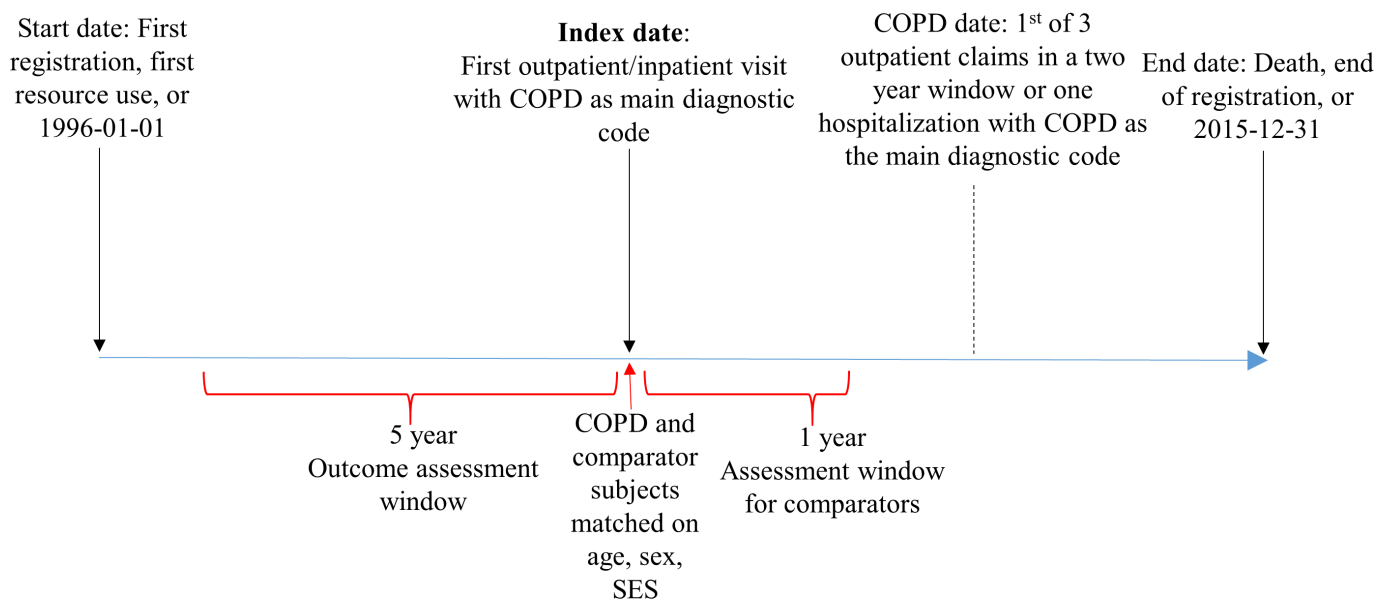 Start date: First
registration, first
resource use, or
1996-01-01
Index date:
First outpatient/inpatient visit
with COPD as main diagnostic
code
COPD date: 1st of 3
outpatient claims in a two
year window or one
hospitalization with COPD as
the main diagnostic code
End date: Death, end
of registration, or
2015-12-31
5 year
Outcome assessment
window
COPD and
comparator
subjects
matched on
age, sex,
SES
1 year
Assessment window
for comparators